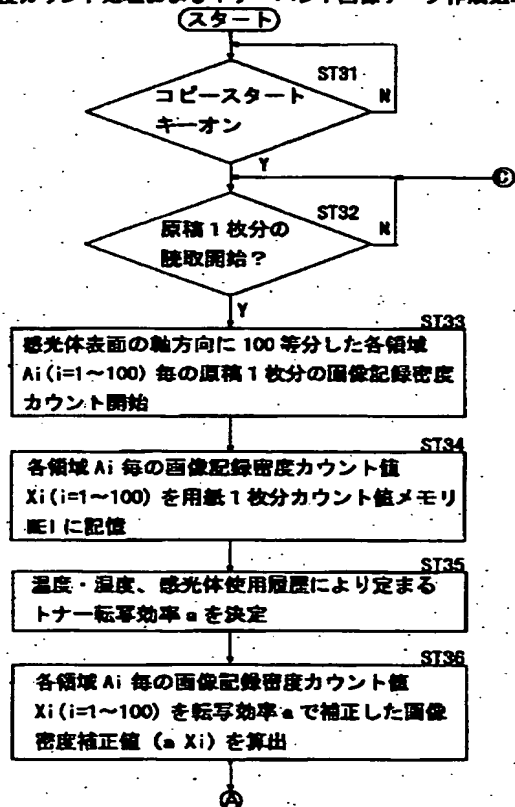 スタート
ST31
コピースタート
キーオン
N
Y
C
ST32
原稿1枚分の
読取開始?
N
Y
ST33
感光体表面の軸方向に100等分した各領域
Ai(i=1~100)毎の原稿1枚分の画像記録密度
カウント開始
ST34
各領域Ai毎の画像記録密度カウント値
Xi(i=1~100)を用紙1枚分カウント値メモリ
に記憶
ST35
温度・湿度、感光体使用履歴により定まる
トナー転写効率aを決定
ST36
各領域Ai毎の画像記録密度カウント値
Xi(i=1~100)を転写効率aで補正した画像
密度補正値(a Xi)を算出
A